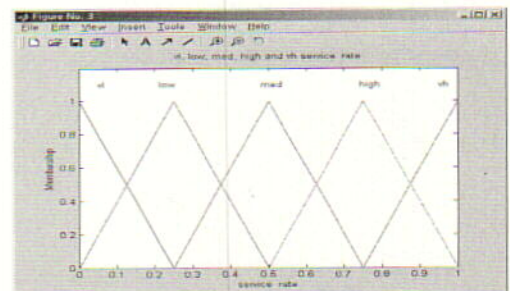 Figure No. 3
File Edit View Insert Tools Window Help
vl, low, med, high and vh service rate
vl low med high vh
1
0.8
0.6
0.4
0.2
0
Membership
0 0.1 0.2 0.3 0.4 0.5 0.6 0.7 0.8 0.9 1
service rate